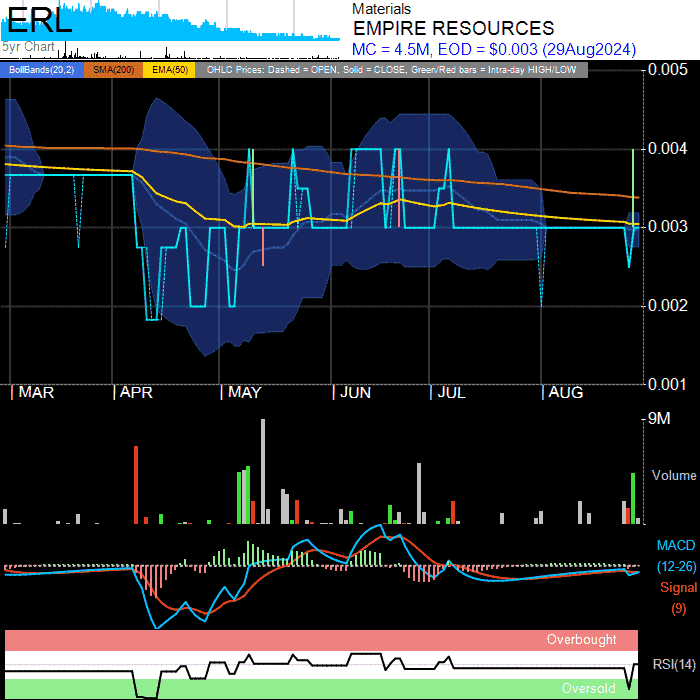 ERL
5yr Chart
Materials
EMPIRE RESOURCES
MC = 4.5M, EOD = $0.003 (29Aug2024)
BollBands(20,2) SMA(200) EMA(50) OHLC Prices: Dashed = OPEN, Solid = CLOSE, Green/Red bars = Intra-day HIGH/LOW
0.005
0.004
0.003
0.002
0.001
MAR APR MAY JUN JUL AUG
9M
Volume
MACD
(12-26)
Signal
(9)
Overbought
RSI(14)
Oversold